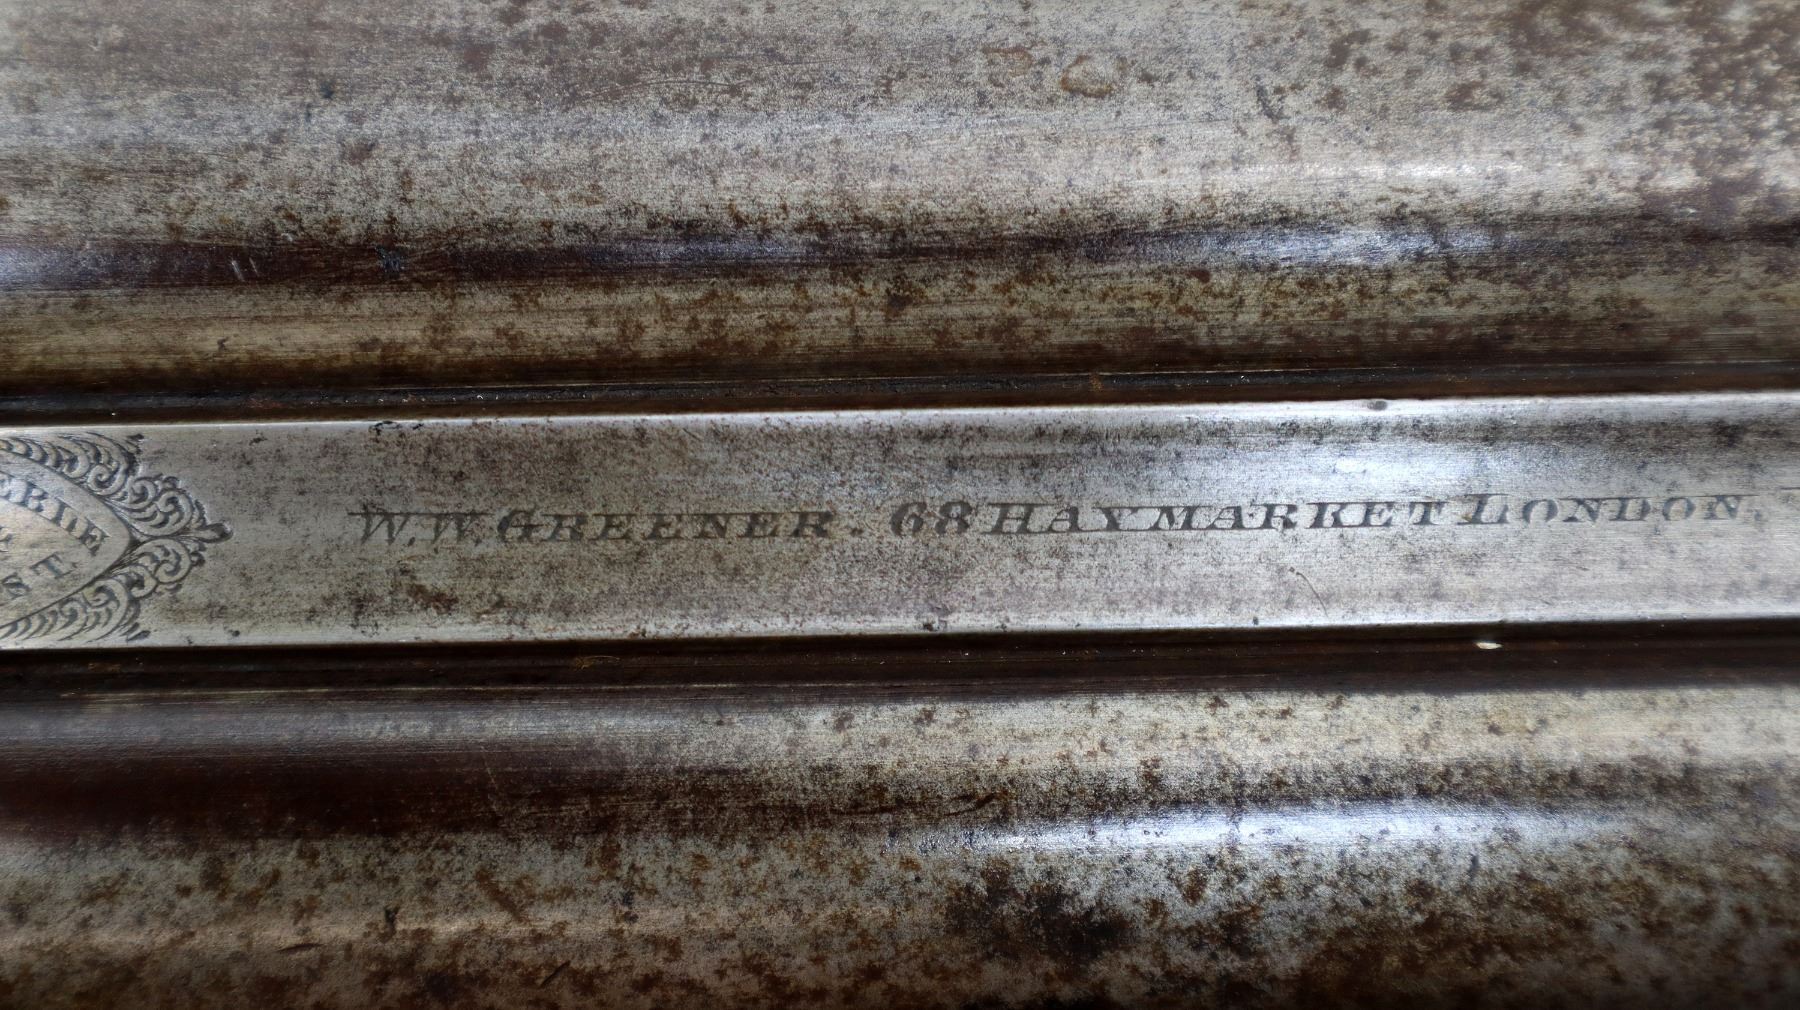 W.W. GREENER. 68 HAYMARKET LONDON.